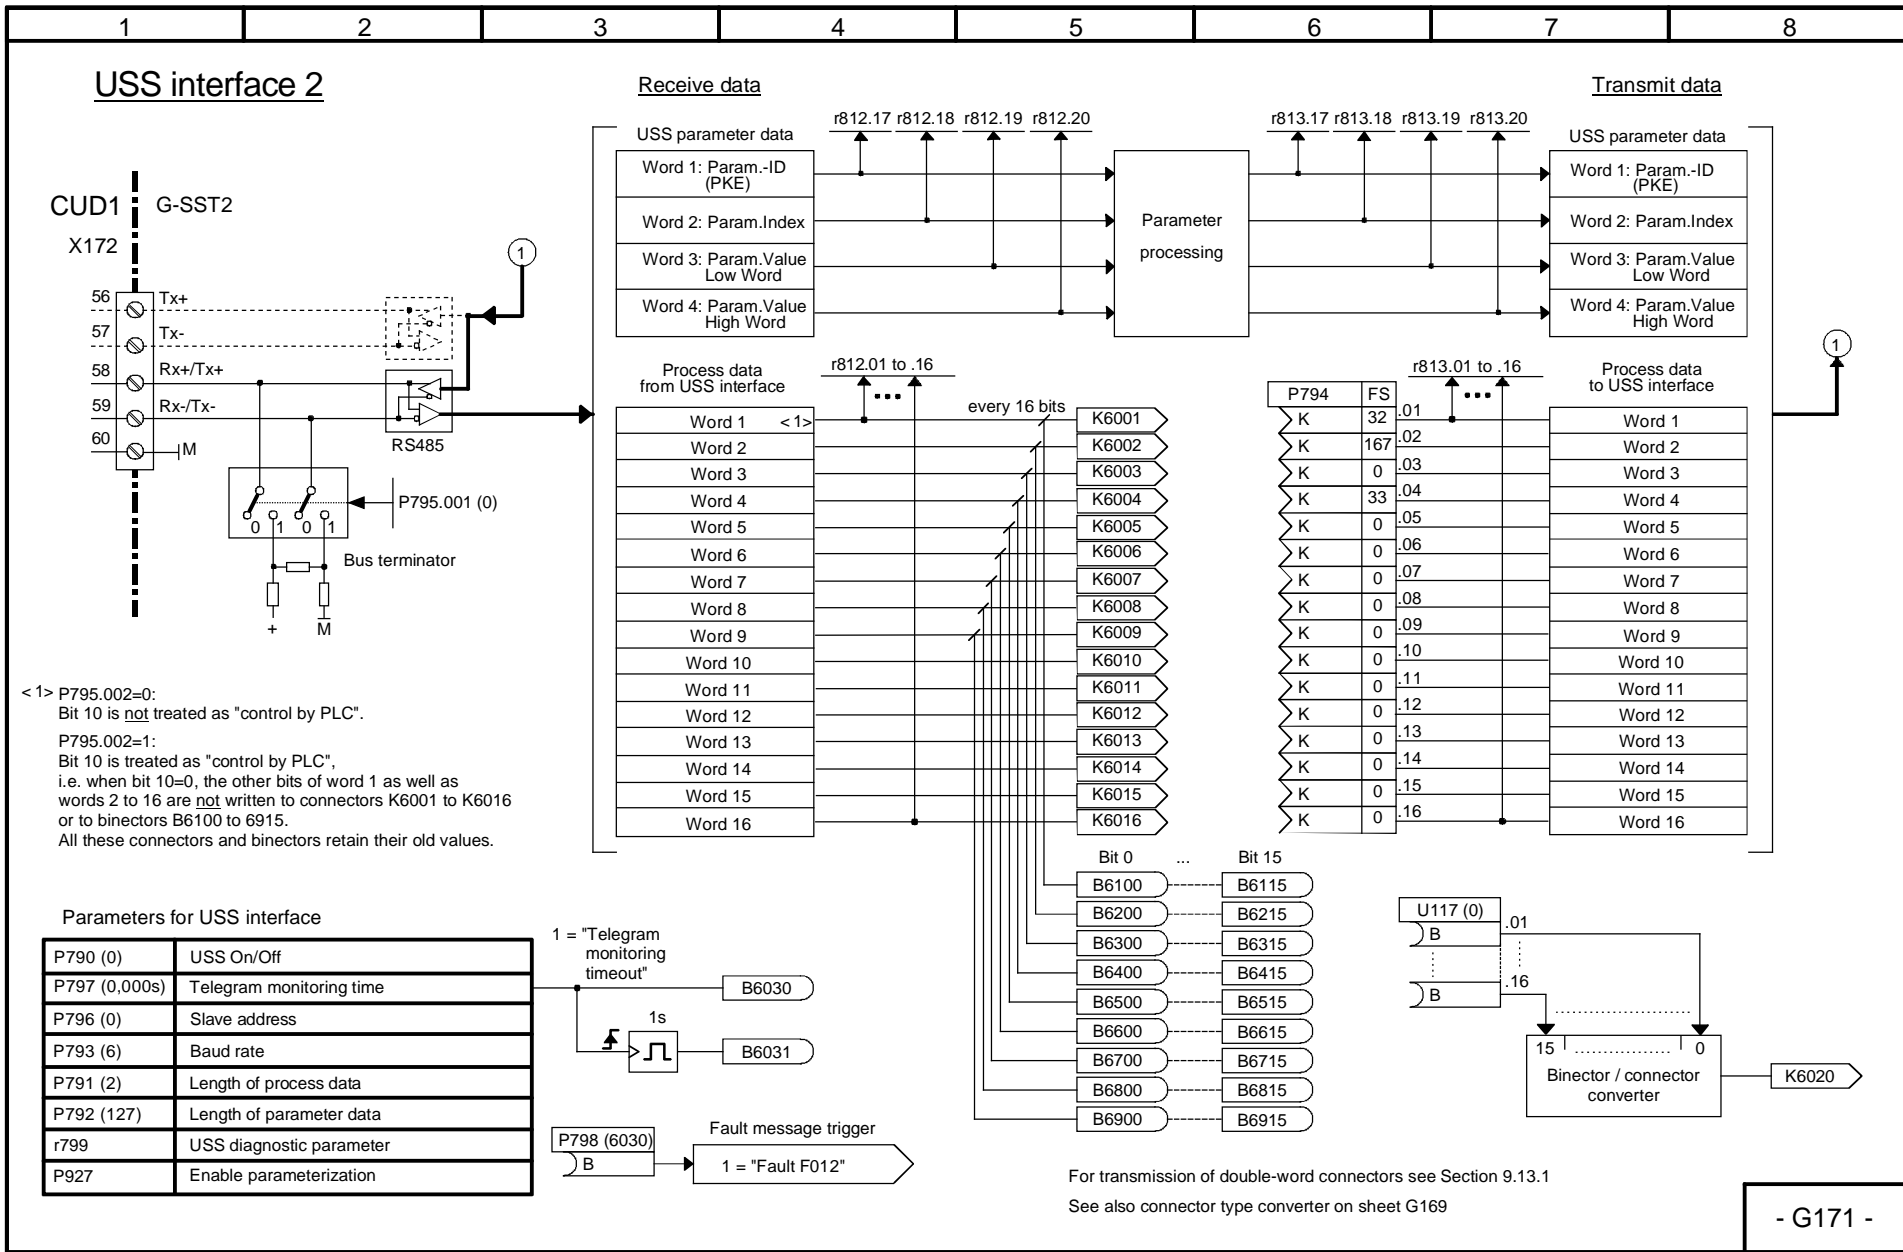 1 2 3 4 5 6 7 8
USS interface 2
Receive data
Transmit data
CUD1
G-SST2
X172
56 Tx+
57 Tx-
58 Rx+/Tx+
59 Rx-/Tx-
60 M
1
RS485
P795.001 (0)
0 1 0 1
Bus terminator
+ M
USS parameter data
r812.17 r812.18 r812.19 r812.20
Word 1: Param.-ID
(PKE)
Word 2: Param.Index
Word 3: Param.Value
Low Word
Word 4: Param.Value
High Word
Parameter
processing
r813.17 r813.18 r813.19 r813.20
USS parameter data
Word 1: Param.-ID
(PKE)
Word 2: Param.Index
Word 3: Param.Value
Low Word
Word 4: Param.Value
High Word
1
Process data
from USS interface
r812.01 to .16
...
every 16 bits
Word 1 <1> K6001
Word 2 K6002
Word 3 K6003
Word 4 K6004
Word 5 K6005
Word 6 K6006
Word 7 K6007
Word 8 K6008
Word 9 K6009
Word 10 K6010
Word 11 K6011
Word 12 K6012
Word 13 K6013
Word 14 K6014
Word 15 K6015
Word 16 K6016
r813.01 to .16
...
Process data
to USS interface
P794 FS
K 32 .01 Word 1
K 167 .02 Word 2
K 0 .03 Word 3
K 33 .04 Word 4
K 0 .05 Word 5
K 0 .06 Word 6
K 0 .07 Word 7
K 0 .08 Word 8
K 0 .09 Word 9
K 0 .10 Word 10
K 0 .11 Word 11
K 0 .12 Word 12
K 0 .13 Word 13
K 0 .14 Word 14
K 0 .15 Word 15
K 0 .16 Word 16
<1> P795.002=0:
Bit 10 is not treated as "control by PLC".
P795.002=1:
Bit 10 is treated as "control by PLC",
i.e. when bit 10=0, the other bits of word 1 as well as
words 2 to 16 are not written to connectors K6001 to K6016
or to binectors B6100 to 6915.
All these connectors and binectors retain their old values.
Bit 0 ... Bit 15
B6100 B6115
B6200 B6215
B6300 B6315
B6400 B6415
B6500 B6515
B6600 B6615
B6700 B6715
B6800 B6815
B6900 B6915
Parameters for USS interface
P790 (0) USS On/Off
P797 (0,000s) Telegram monitoring time
P796 (0) Slave address
P793 (6) Baud rate
P791 (2) Length of process data
P792 (127) Length of parameter data
r799 USS diagnostic parameter
P927 Enable parameterization
1 = "Telegram
monitoring
timeout"
B6030
1s
B6031
P798 (6030)
B
Fault message trigger
1 = "Fault F012"
U117 (0)
B .01
B .16
15 0
Binector / connector
converter
K6020
For transmission of double-word connectors see Section 9.13.1
See also connector type converter on sheet G169
- G171 -